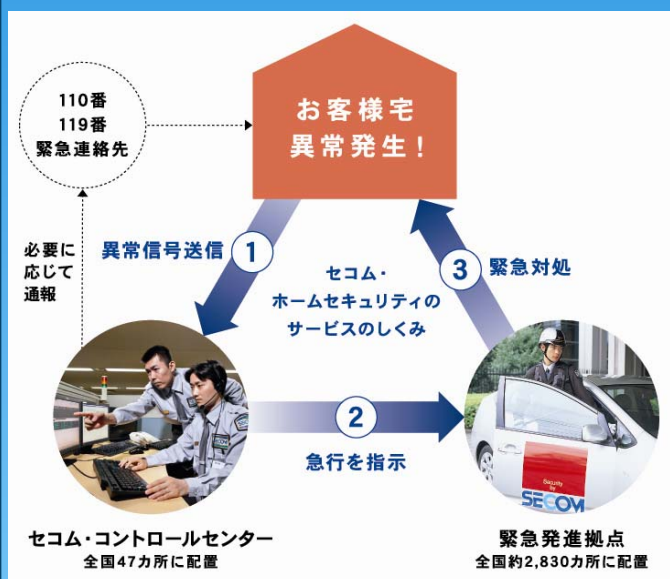 110番
119番
緊急連絡先
お客様宅
異常発生！
必要に
応じて
通報
異常信号送信
1
セコム・
ホームセキュリティの
サービスのしくみ
3
緊急対処
2
急行を指示
Security
by
SECOM
セコム・コントロールセンター
全国47カ所に配置
緊急発進拠点
全国約2,830カ所に配置